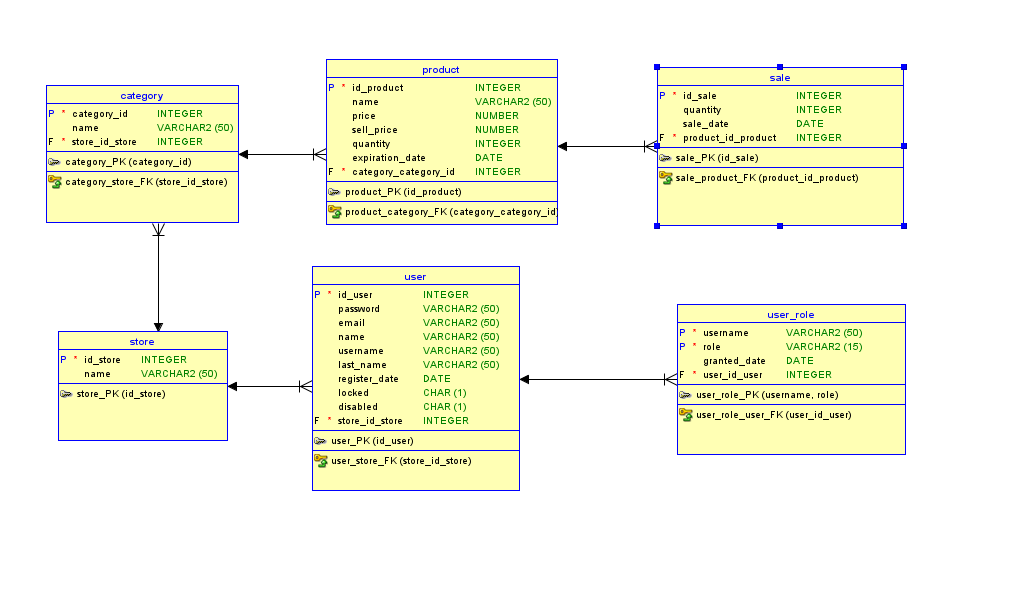 category
P * category_id INTEGER
name VARCHAR2 (50)
F * store_id_store INTEGER
category_PK (category_id)
category_store_FK (store_id_store)
product
P * id_product INTEGER
name VARCHAR2 (50)
price NUMBER
sell_price NUMBER
quantity INTEGER
expiration_date DATE
F * category_category_id INTEGER
product_PK (id_product)
product_category_FK (category_category_id)
sale
P * id_sale INTEGER
quantity INTEGER
sale_date DATE
F * product_id_product INTEGER
sale_PK (id_sale)
sale_product_FK (product_id_product)
store
P * id_store INTEGER
name VARCHAR2 (50)
store_PK (id_store)
user
P * id_user INTEGER
password VARCHAR2 (50)
email VARCHAR2 (50)
name VARCHAR2 (50)
username VARCHAR2 (50)
last_name VARCHAR2 (50)
register_date DATE
locked CHAR (1)
disabled CHAR (1)
F * store_id_store INTEGER
user_PK (id_user)
user_store_FK (store_id_store)
user_role
P * username VARCHAR2 (50)
P * role VARCHAR2 (15)
granted_date DATE
F * user_id_user INTEGER
user_role_PK (username, role)
user_role_user_FK (user_id_user)